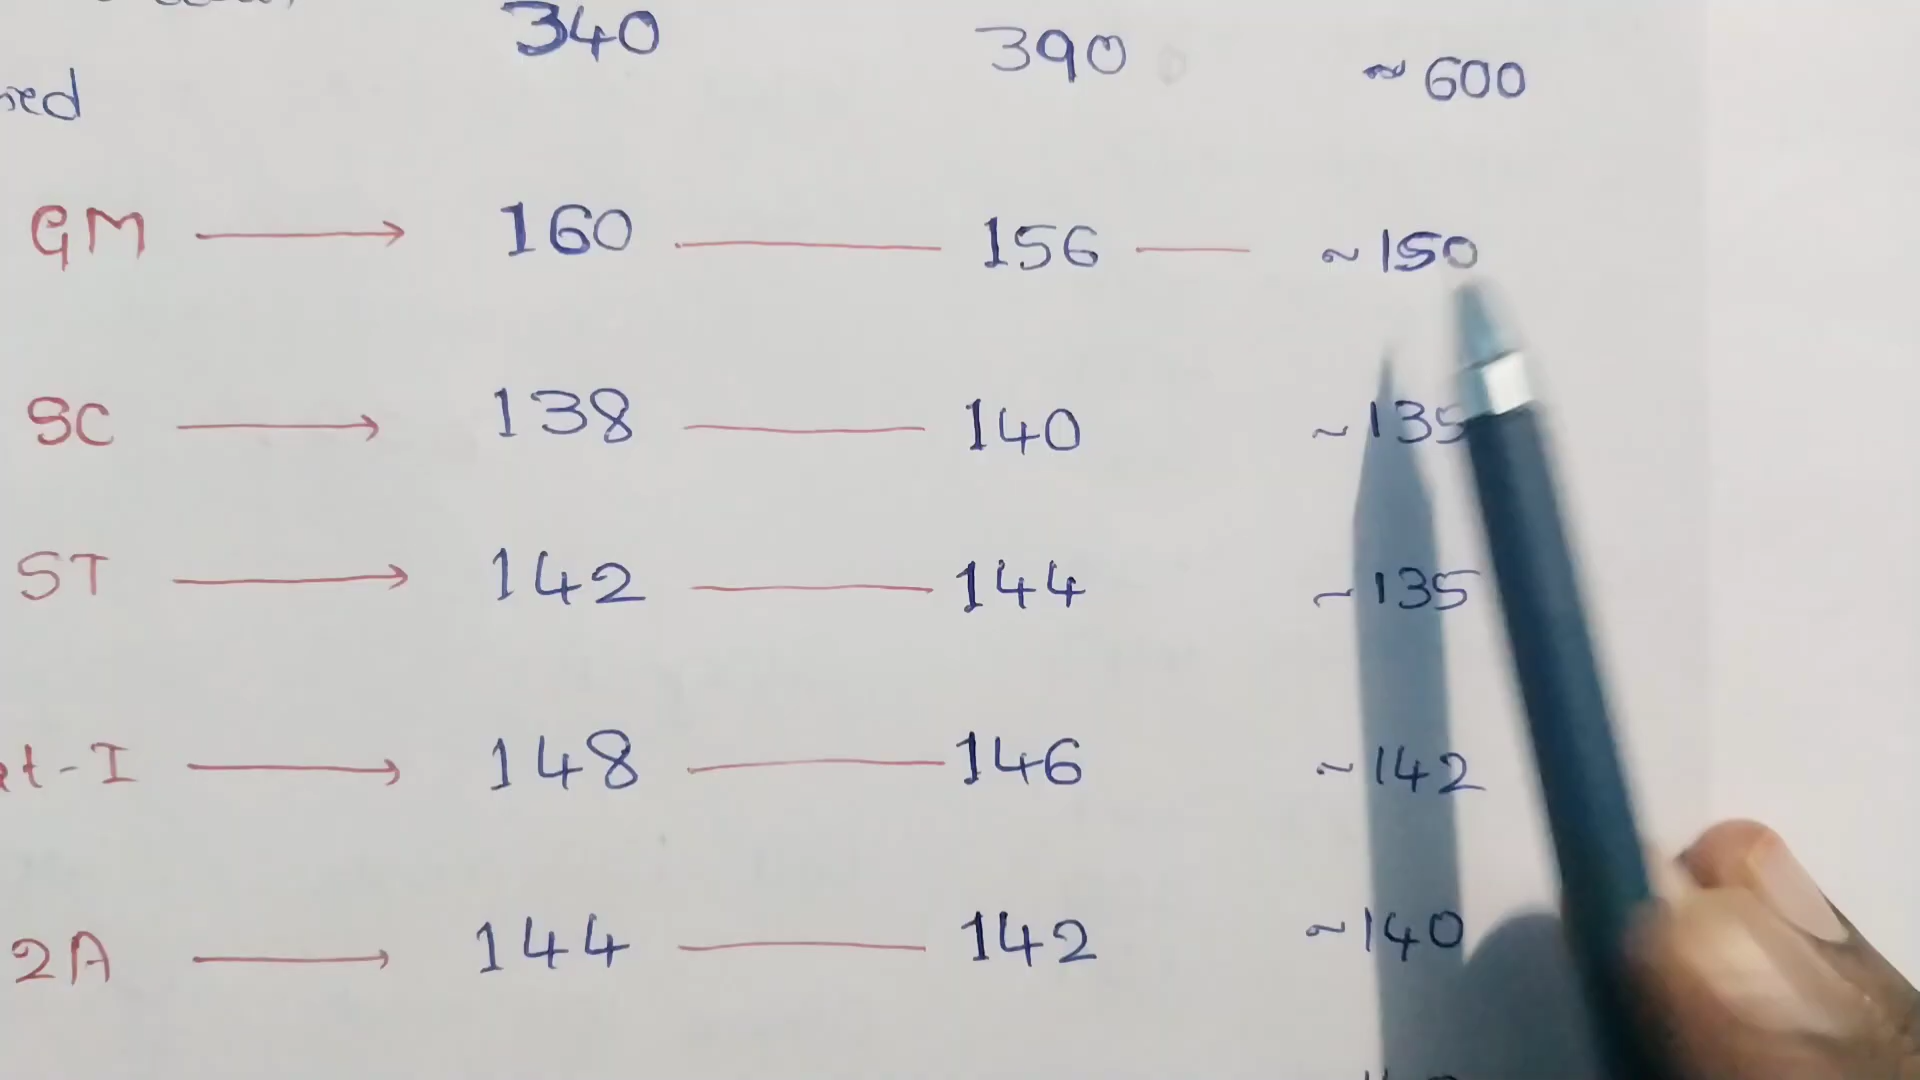 340 390 ~ 600
GM → 160 — 156 — ~ 150
SC → 138 — 140 ~ 135
ST → 142 — 144 ~ 135
t-I → 148 — 146 ~ 142
2A → 144 — 142 ~ 140